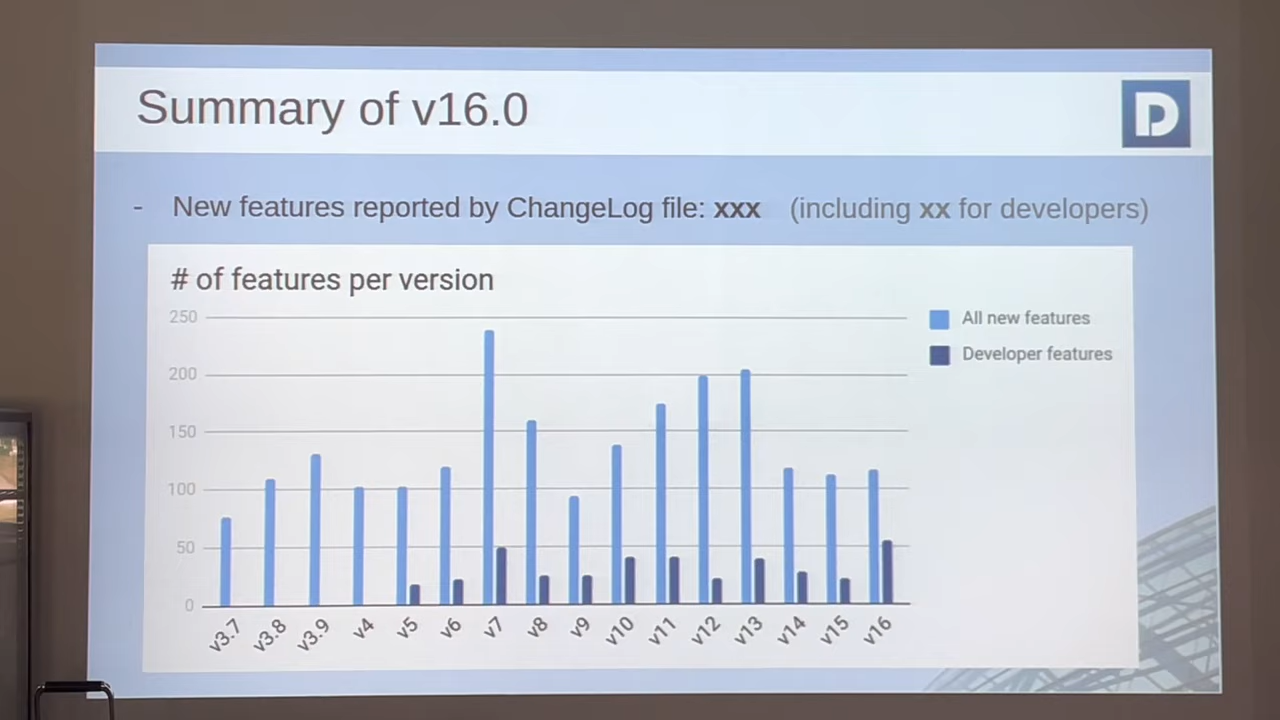 Summary of v16.0
D
- New features reported by ChangeLog file: xxx (including xx for developers)
# of features per version
250
200
150
100
50
0
All new features
Developer features
v3.7 v3.8 v3.9 v4 v5 v6 v7 v8 v9 v10 v11 v12 v13 v14 v15 v16